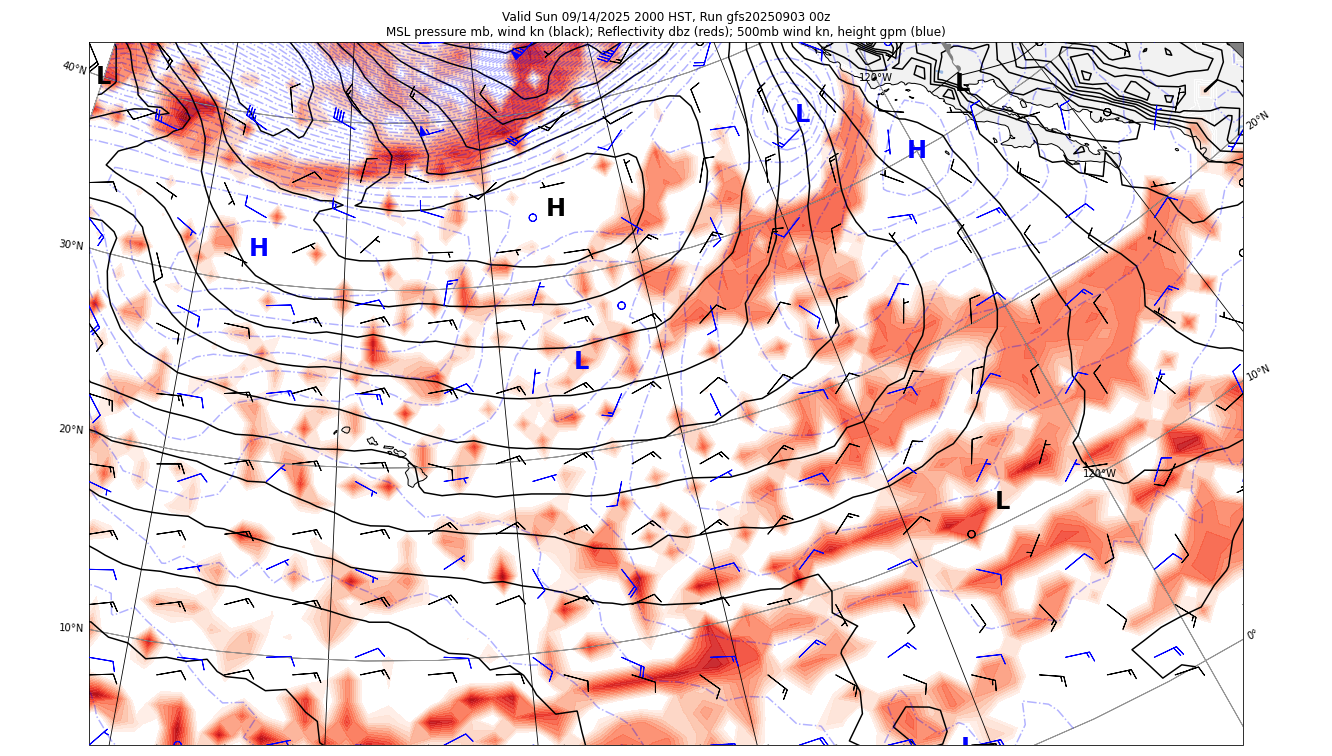 Valid Sun 09/14/2025 2000 HST, Run gfs20250903 00z
MSL pressure mb, wind kn (black); Reflectivity dbz (reds); 500mb wind kn, height gpm (blue)
40°N
L
120°W
L
L
20°N
H
H
H
30°N
L
10°N
20°N
120°W
L
10°N
0°
L